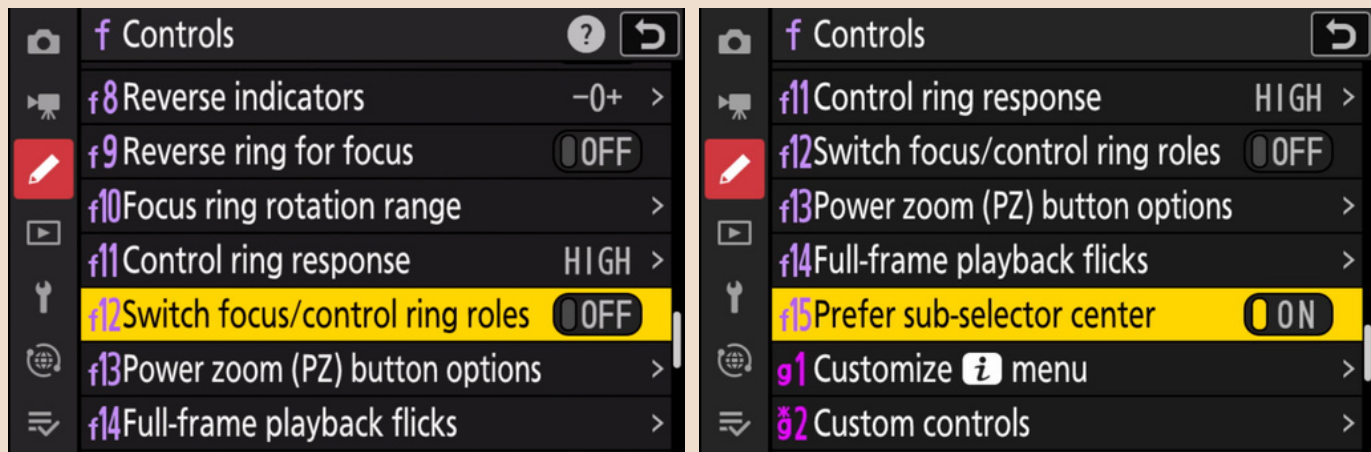 f Controls ?
f8 Reverse indicators -0+ >
f9 Reverse ring for focus OFF
f10 Focus ring rotation range >
f11 Control ring response HIGH >
f12 Switch focus/control ring roles OFF
f13 Power zoom (PZ) button options >
f14 Full-frame playback flicks >
f Controls
f11 Control ring response HIGH >
f12 Switch focus/control ring roles OFF
f13 Power zoom (PZ) button options >
f14 Full-frame playback flicks >
f15 Prefer sub-selector center ON
g1 Customize i menu >
*g2 Custom controls >